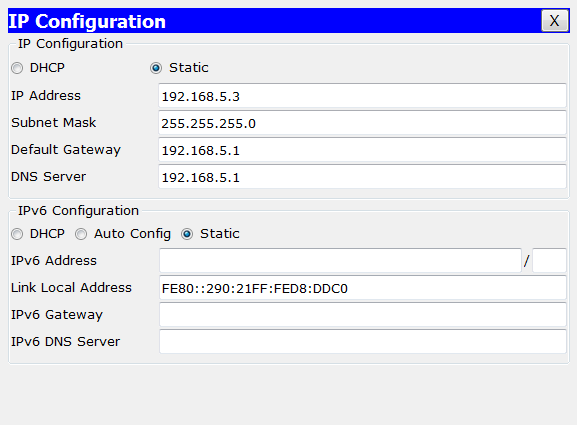 IP Configuration X
IP Configuration
DHCP Static
IP Address 192.168.5.3
Subnet Mask 255.255.255.0
Default Gateway 192.168.5.1
DNS Server 192.168.5.1
IPv6 Configuration
DHCP Auto Config Static
IPv6 Address /
Link Local Address FE80::290:21FF:FED8:DDC0
IPv6 Gateway
IPv6 DNS Server